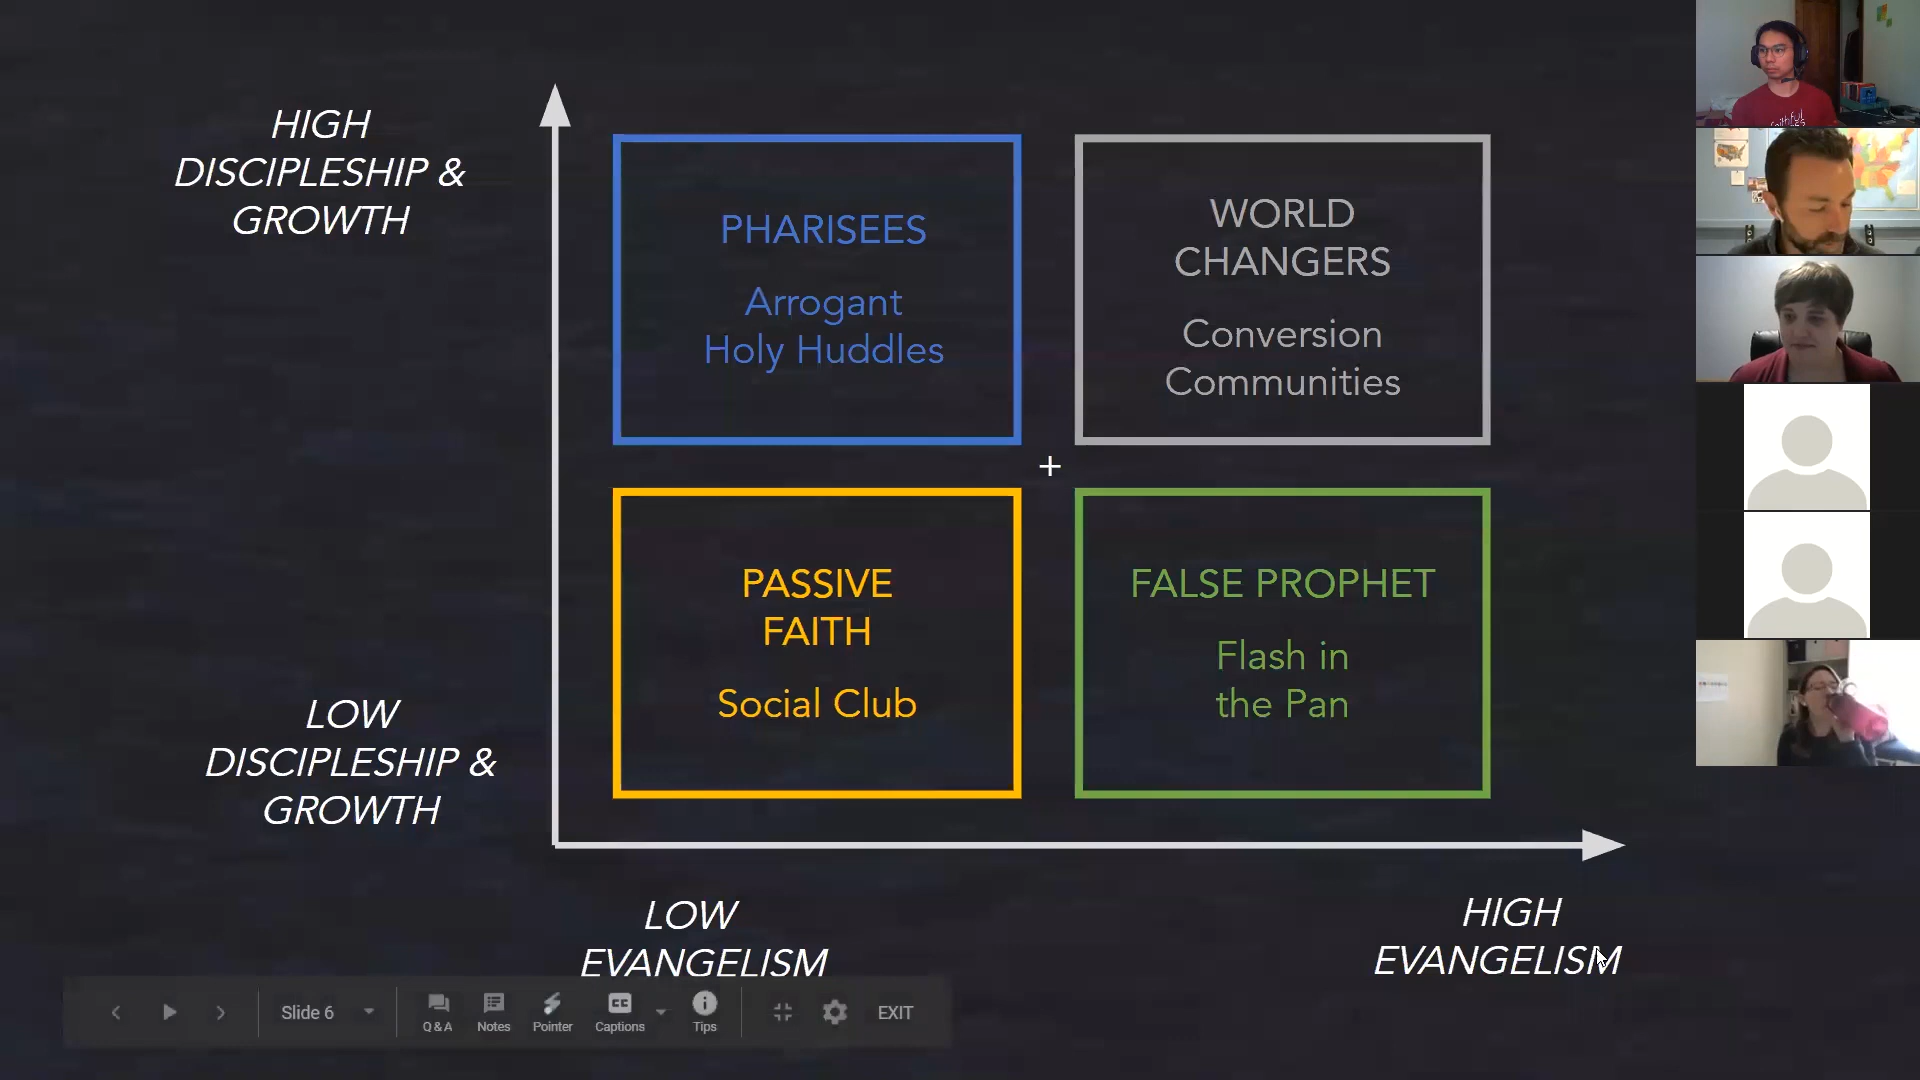 HIGH
DISCIPLESHIP &
GROWTH
PHARISEES
Arrogant
Holy Huddles
WORLD
CHANGERS
Conversion
Communities
+
LOW
DISCIPLESHIP &
GROWTH
PASSIVE
FAITH
Social Club
FALSE PROPHET
Flash in
the Pan
LOW
EVANGELISM
HIGH
EVANGELISM
Slide 6
Q & A
Notes
Pointer
CC
Captions
Tips
EXIT